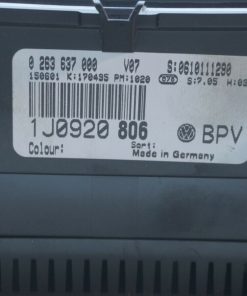 0 263 637 000 V07 S:0610111290
150601 K:170435 PM:1020 S:7.05 H:03
1J0920 806 BPV
Colour: Sort:
Made in Germany